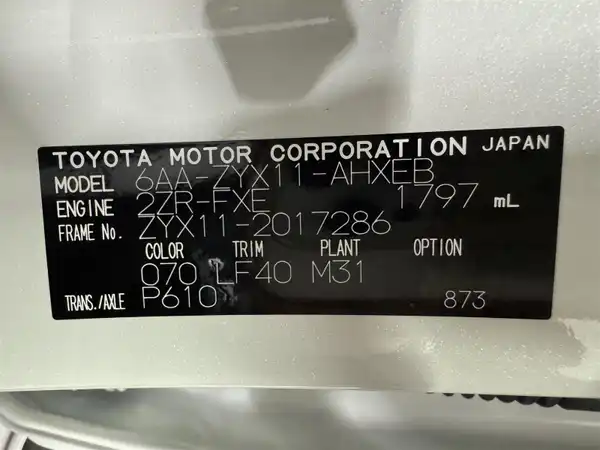 TOYOTA MOTOR CORPORATION JAPAN
MODEL 6AA-ZYX11-AHXEB
ENGINE 2ZR-FXE 1797 mL
FRAME No. ZYX11-2017286
COLOR TRIM PLANT OPTION
070 LF40 M31
TRANS./AXLE P610 873